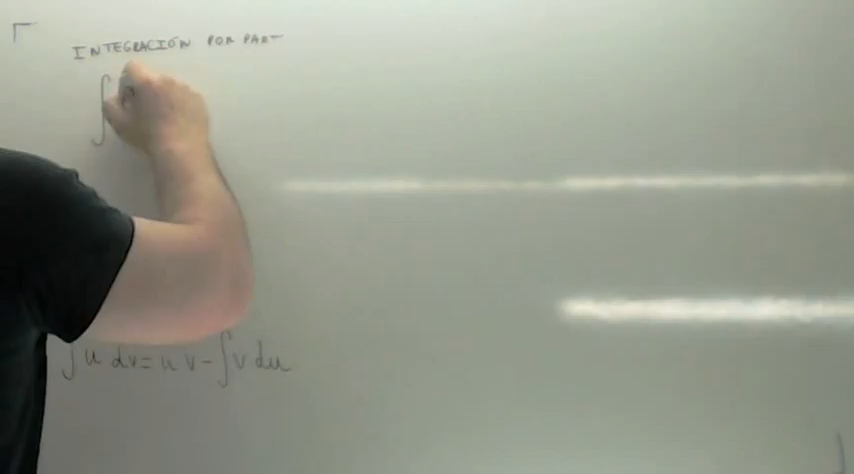 INTEGRACIÓN POR PART
∫
∫u dv = u v - ∫v du